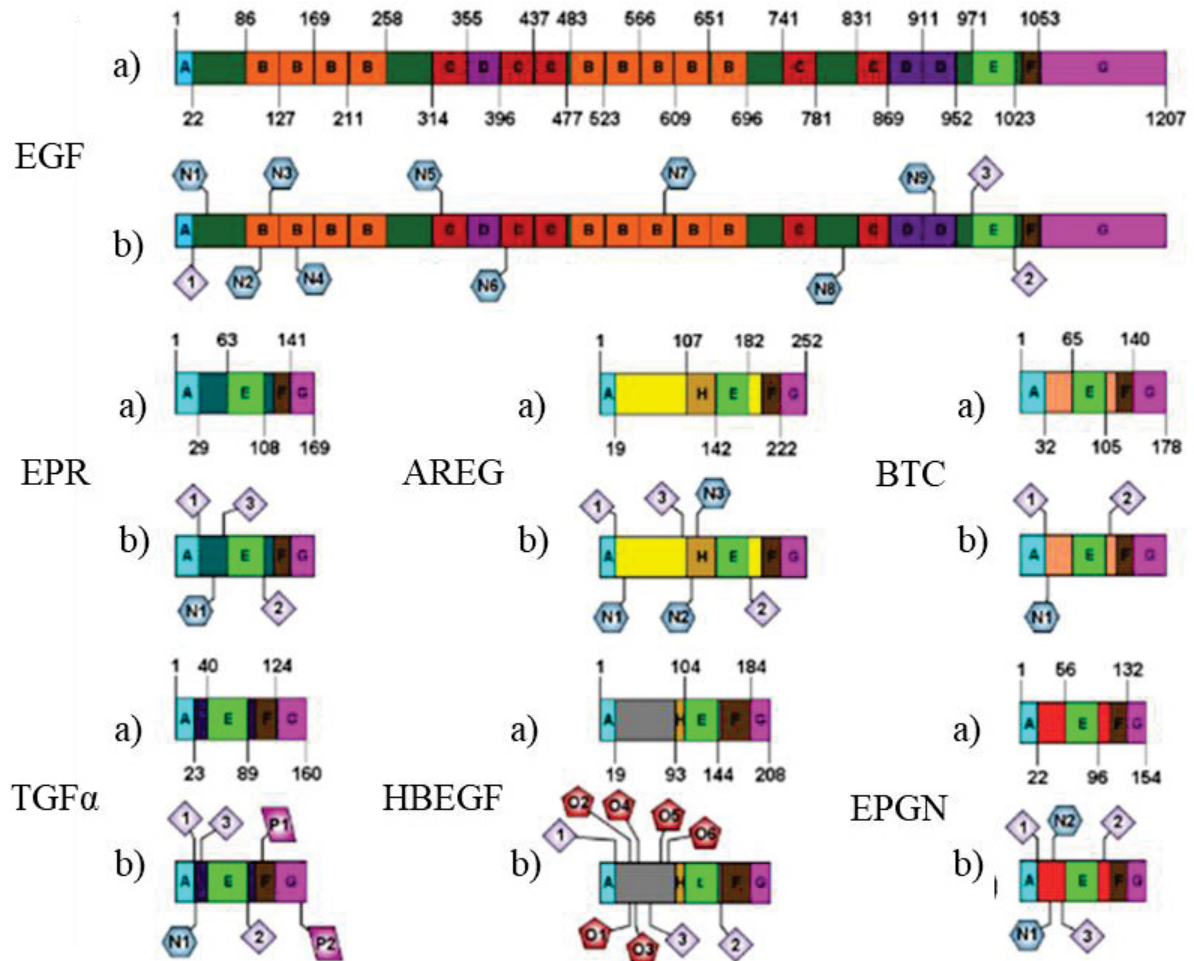 1 86 169 258 355 437 483 566 651 741 831 911 971 1053
a) A B B B B C D C C B B B B B C C D D E F G
22 127 211 314 396 477 523 609 696 781 869 952 1023 1207
EGF
N1 N3 N5 N7 N9 3
b) A B B B B C D C C B B B B B C C D D E F G
1 N2 N4 N6 N8 2
1 63 141
a) A E F G
29 108 169
EPR
1 3
b) A E F G
N1 2
1 107 182 252
a) A H E F G
19 142 222
AREG
1 3 N3
b) A H E F G
N1 N2 2
1 65 140
a) A E F G
32 105 178
BTC
1 2
b) A E F G
N1
1 40 124
a) A E F G
23 89 160
TGFα
1 3 P1
b) A E F G
N1 2 P2
1 104 184
a) A H E F G
19 93 144 208
HBEGF
O2 O4 O5 O6
1
b) A H E F G
O1 O3 3 2
1 56 132
a) A E F G
22 96 154
EPGN
1 N2 2
b) A E F G
N1 3